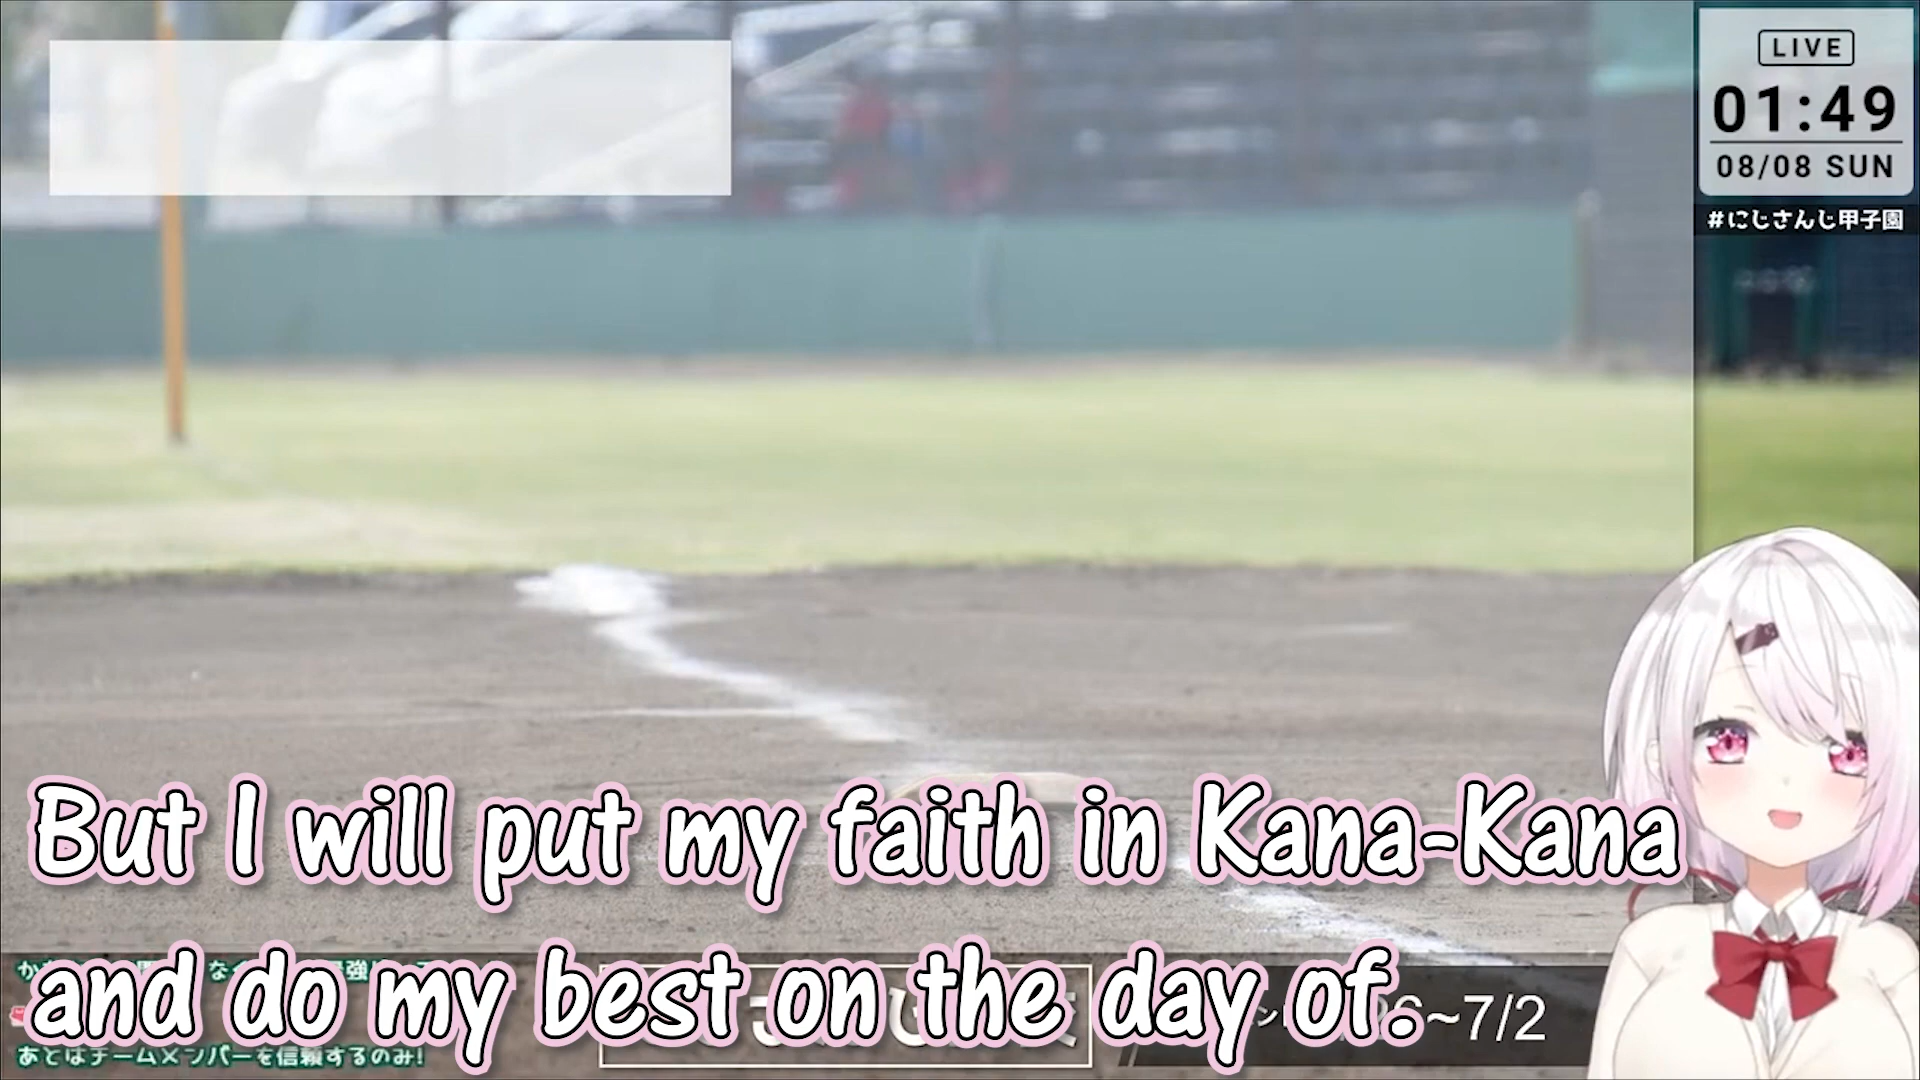 LIVE
01:49
08/08 SUN
#にじさんじ甲子園
But I will put my faith in Kana-Kana
and do my best on the day of.
~7/2
あとはチームメンバーを信頼するのみ!